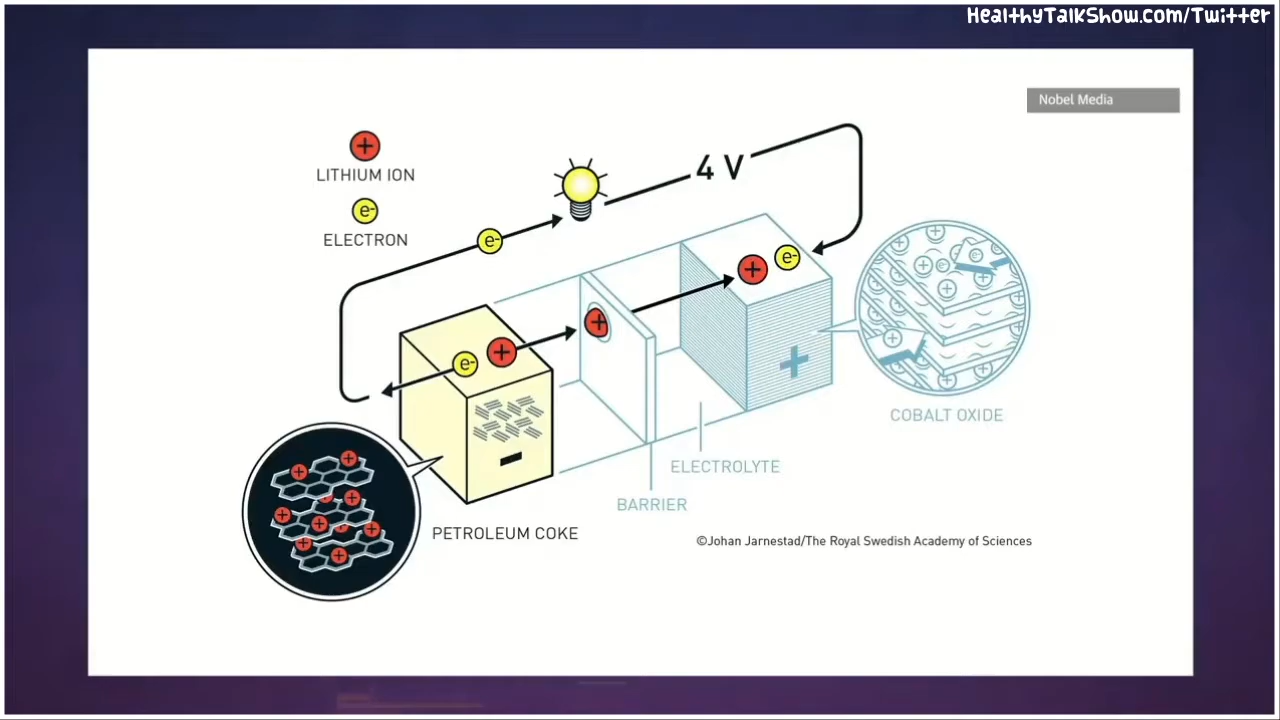 HealthyTalkShow.com/Twitter
Nobel Media
+
LITHIUM ION
e-
ELECTRON
4 V
e-
+
e-
+
e-
+
+
-
COBALT OXIDE
ELECTROLYTE
BARRIER
PETROLEUM COKE
©Johan Jarnestad/The Royal Swedish Academy of Sciences